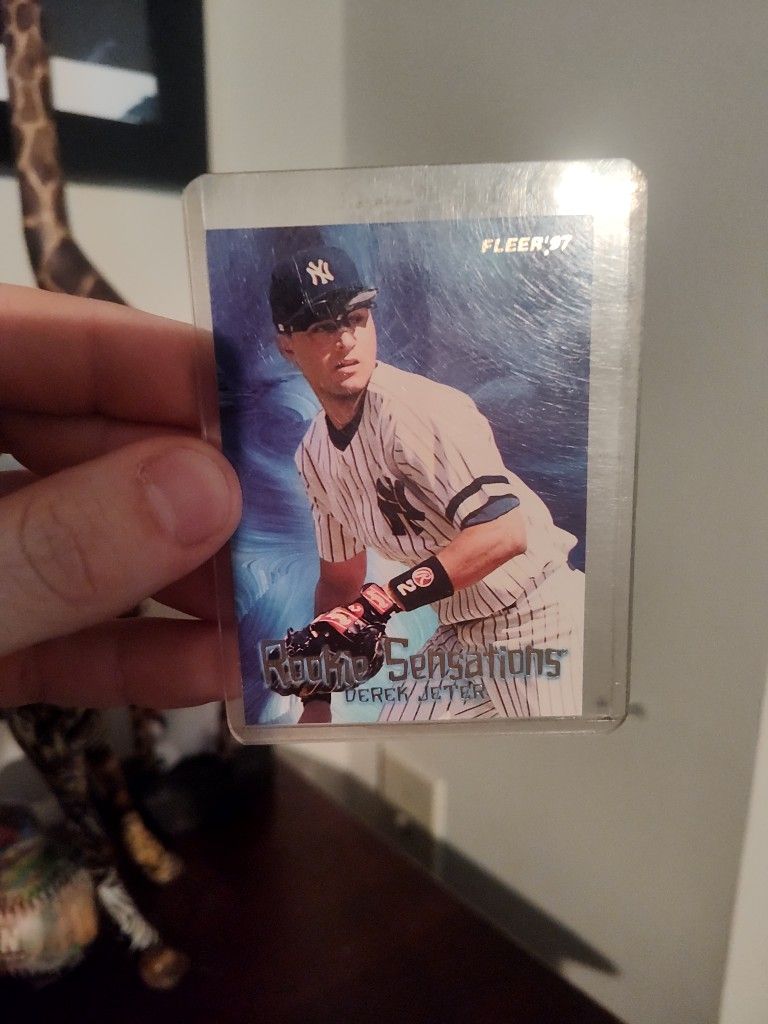 FLEER '97
NY
NY
2
R
Rookie Sensations
DEREK JETER